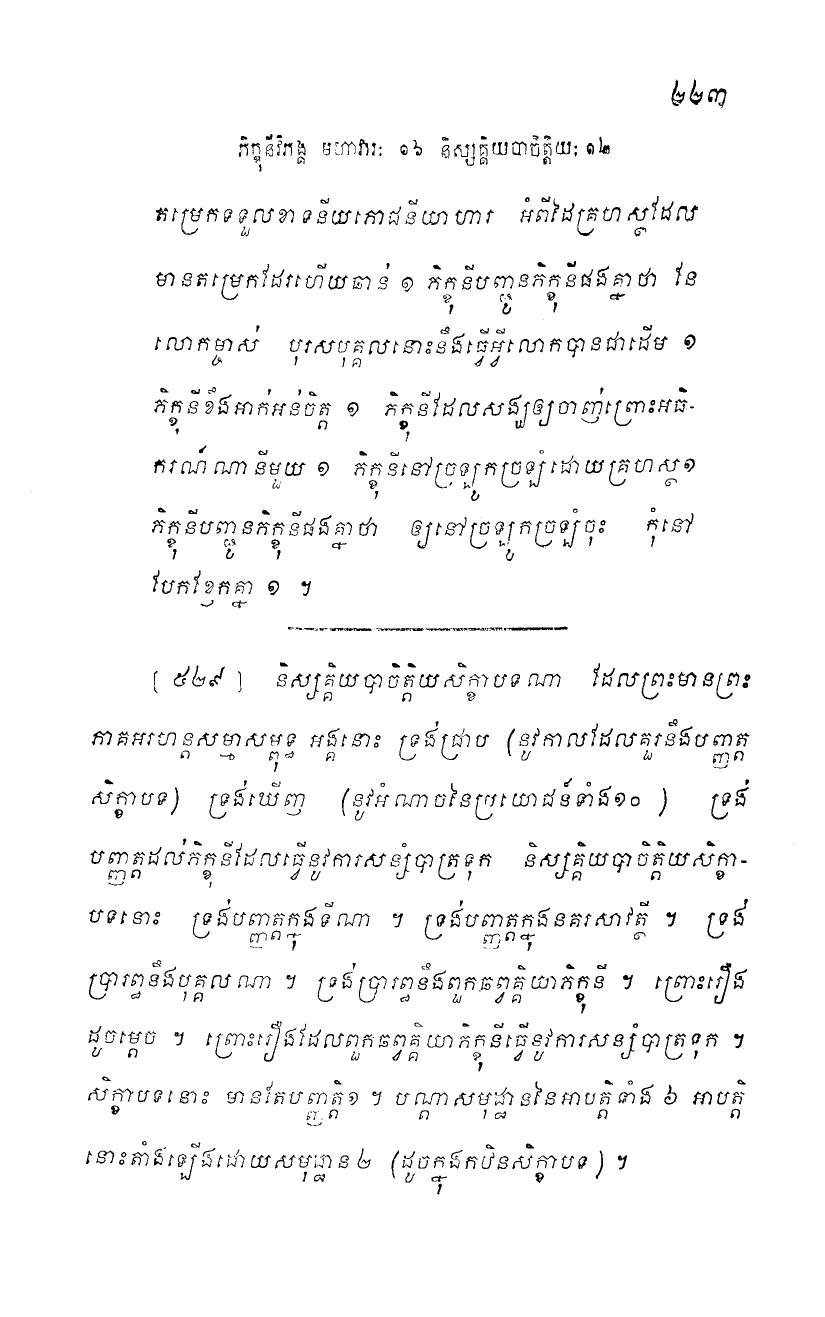 ២២៣
ភិក្ខុនីវិភង្គ មហាវារៈ ១៦ និស្សគ្គិយបាចិត្តិយ: ១២
តម្រេកទទួលខាទនីយភោជនីយាហារ អំពីដៃគ្រហស្ថដែល
មានតម្រេកដែរហើយឆាន់ ១ ភិក្ខុនីបញ្ជូនភិក្ខុនីផងគ្នាថា នែ
លោកម្ចាស់ បុរសបុគ្គលនោះនឹងធ្វើអ្វីលោកបានជាដើម ១
ភិក្ខុនីខឹងអាក់អន់ចិត្ត ១ ភិក្ខុនីដែលសង្ឃឲ្យចាញ់ព្រោះអធិ-
ករណ៍ណានីមួយ ១ ភិក្ខុនីនៅច្រឡូកច្រឡំដោយគ្រហស្ថ១
ភិក្ខុនីបញ្ជូនភិក្ខុនីផងគ្នាថា ឲ្យនៅច្រឡូកច្រឡំចុះ កុំនៅ
បែកខ្ញែកគ្នា ១ ។
[ ៥២៩ ] និស្សគ្គិយបាចិត្តិយសិក្ខាបទណា ដែលព្រះមានព្រះ
ភាគអរហន្តសម្មាសម្ពុទ្ធ អង្គនោះ ទ្រង់ជ្រាប (នូវកាលដែលគួរនឹងបញ្ញត្ត
សិក្ខាបទ) ទ្រង់ឃើញ (នូវអំណាចនៃប្រយោជន៍ទាំង១០ ) ទ្រង់
បញ្ញត្តដល់ភិក្ខុនីដែលធ្វើនូវការសន្សំបាត្រទុក និស្សគ្គិយបាចិត្តិយសិក្ខា-
បទនោះ ទ្រង់បញ្ញត្តក្នុងទីណា ។ ទ្រង់បញ្ញត្តក្នុងនគរសាវត្ថី ។ ទ្រង់
ប្រារព្ធនឹងបុគ្គលណា ។ ទ្រង់ប្រារព្ធនឹងពួកឆព្វគ្គិយាភិក្ខុនី ។ ព្រោះរឿង
ដូចម្តេច ។ ព្រោះរឿងដែលពួកឆព្វគ្គិយាភិក្ខុនីធ្វើនូវការសន្សំបាត្រទុក ។
សិក្ខាបទនោះ មានតែបញ្ញត្តិ១ ។ បណ្តាសមុដ្ឋាននៃអាបត្តិទាំង ៦ អាបត្តិ
នោះតាំងឡើងដោយសមុដ្ឋាន ២ (ដូចក្នុងកឋិនសិក្ខាបទ ) ។